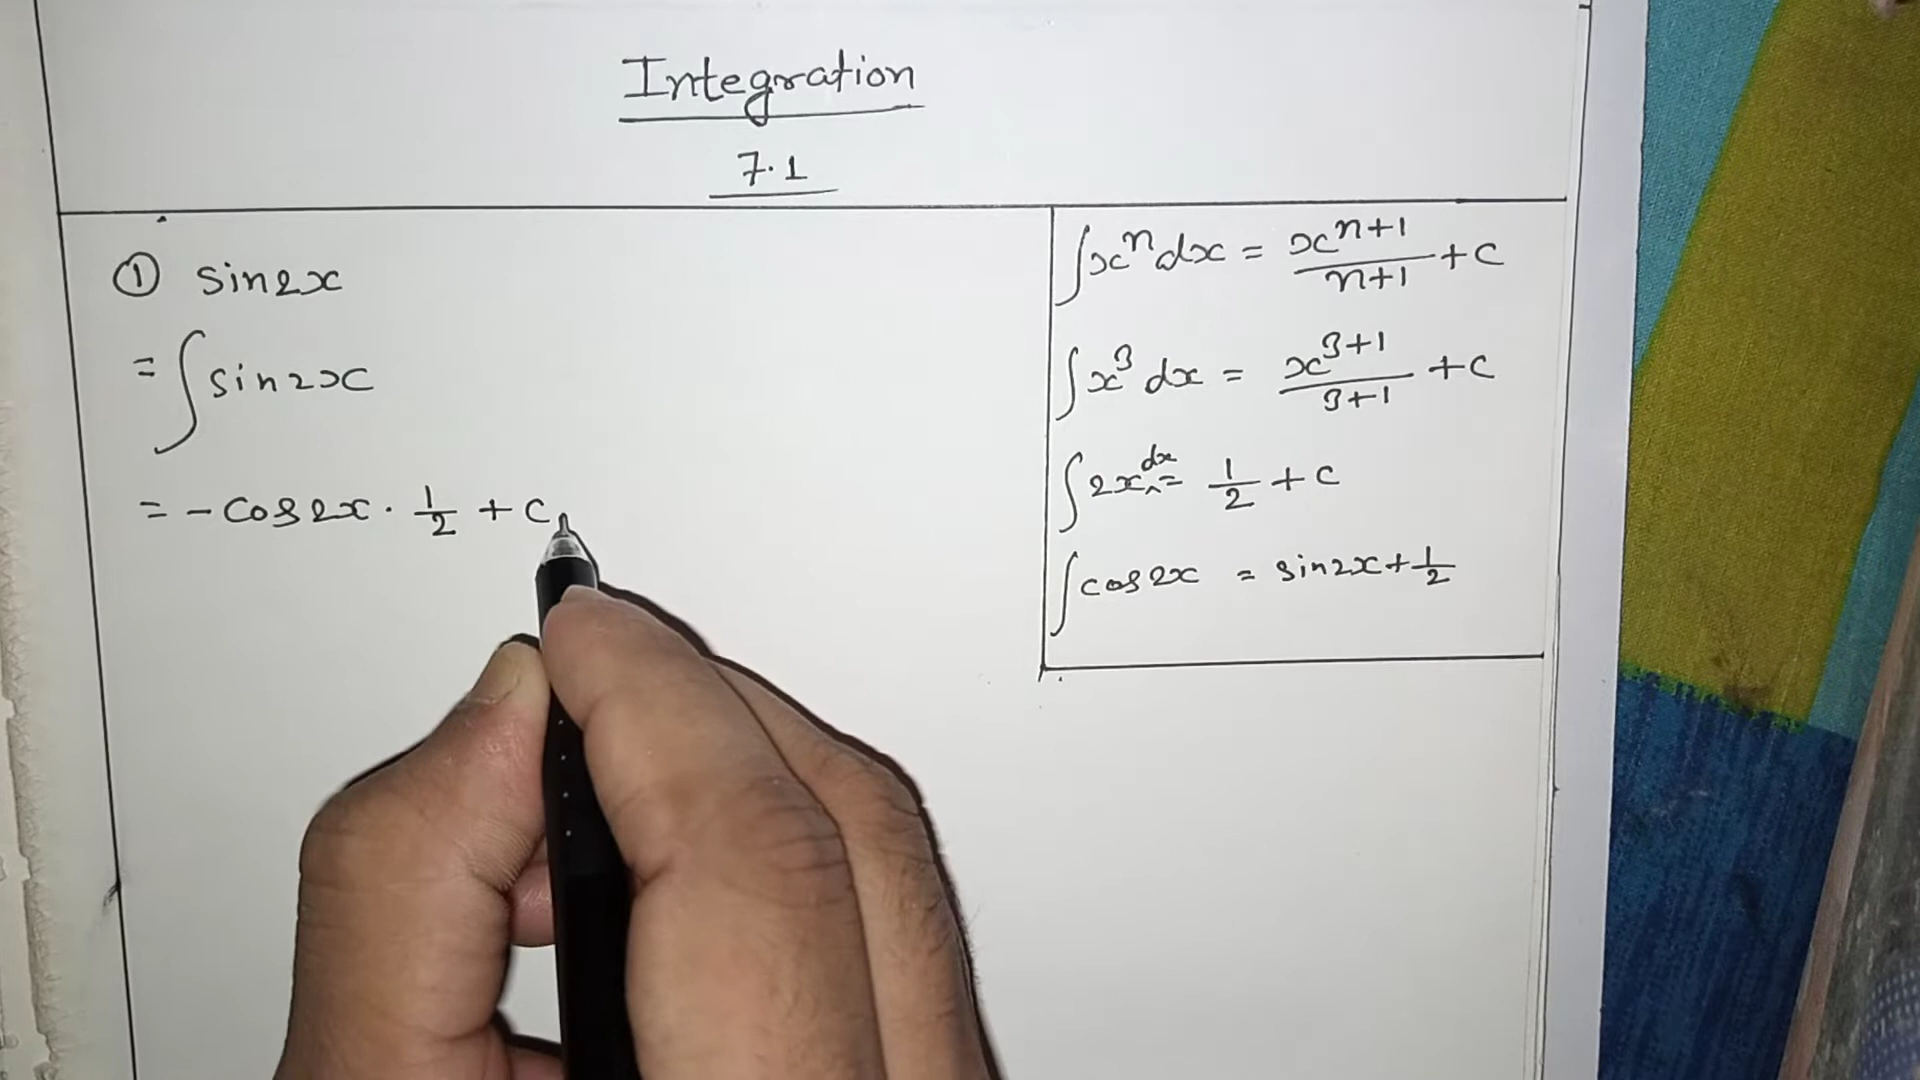 Integration
7.1
① sin2x
= ∫sin2x
= -cos2x · 1/2 + c
∫xⁿdx = xⁿ⁺¹/n+1 + c
∫x³ dx = x³⁺¹/3+1 + c
∫2x dx = 1/2 + c
∫cos2x = sin2x + 1/2